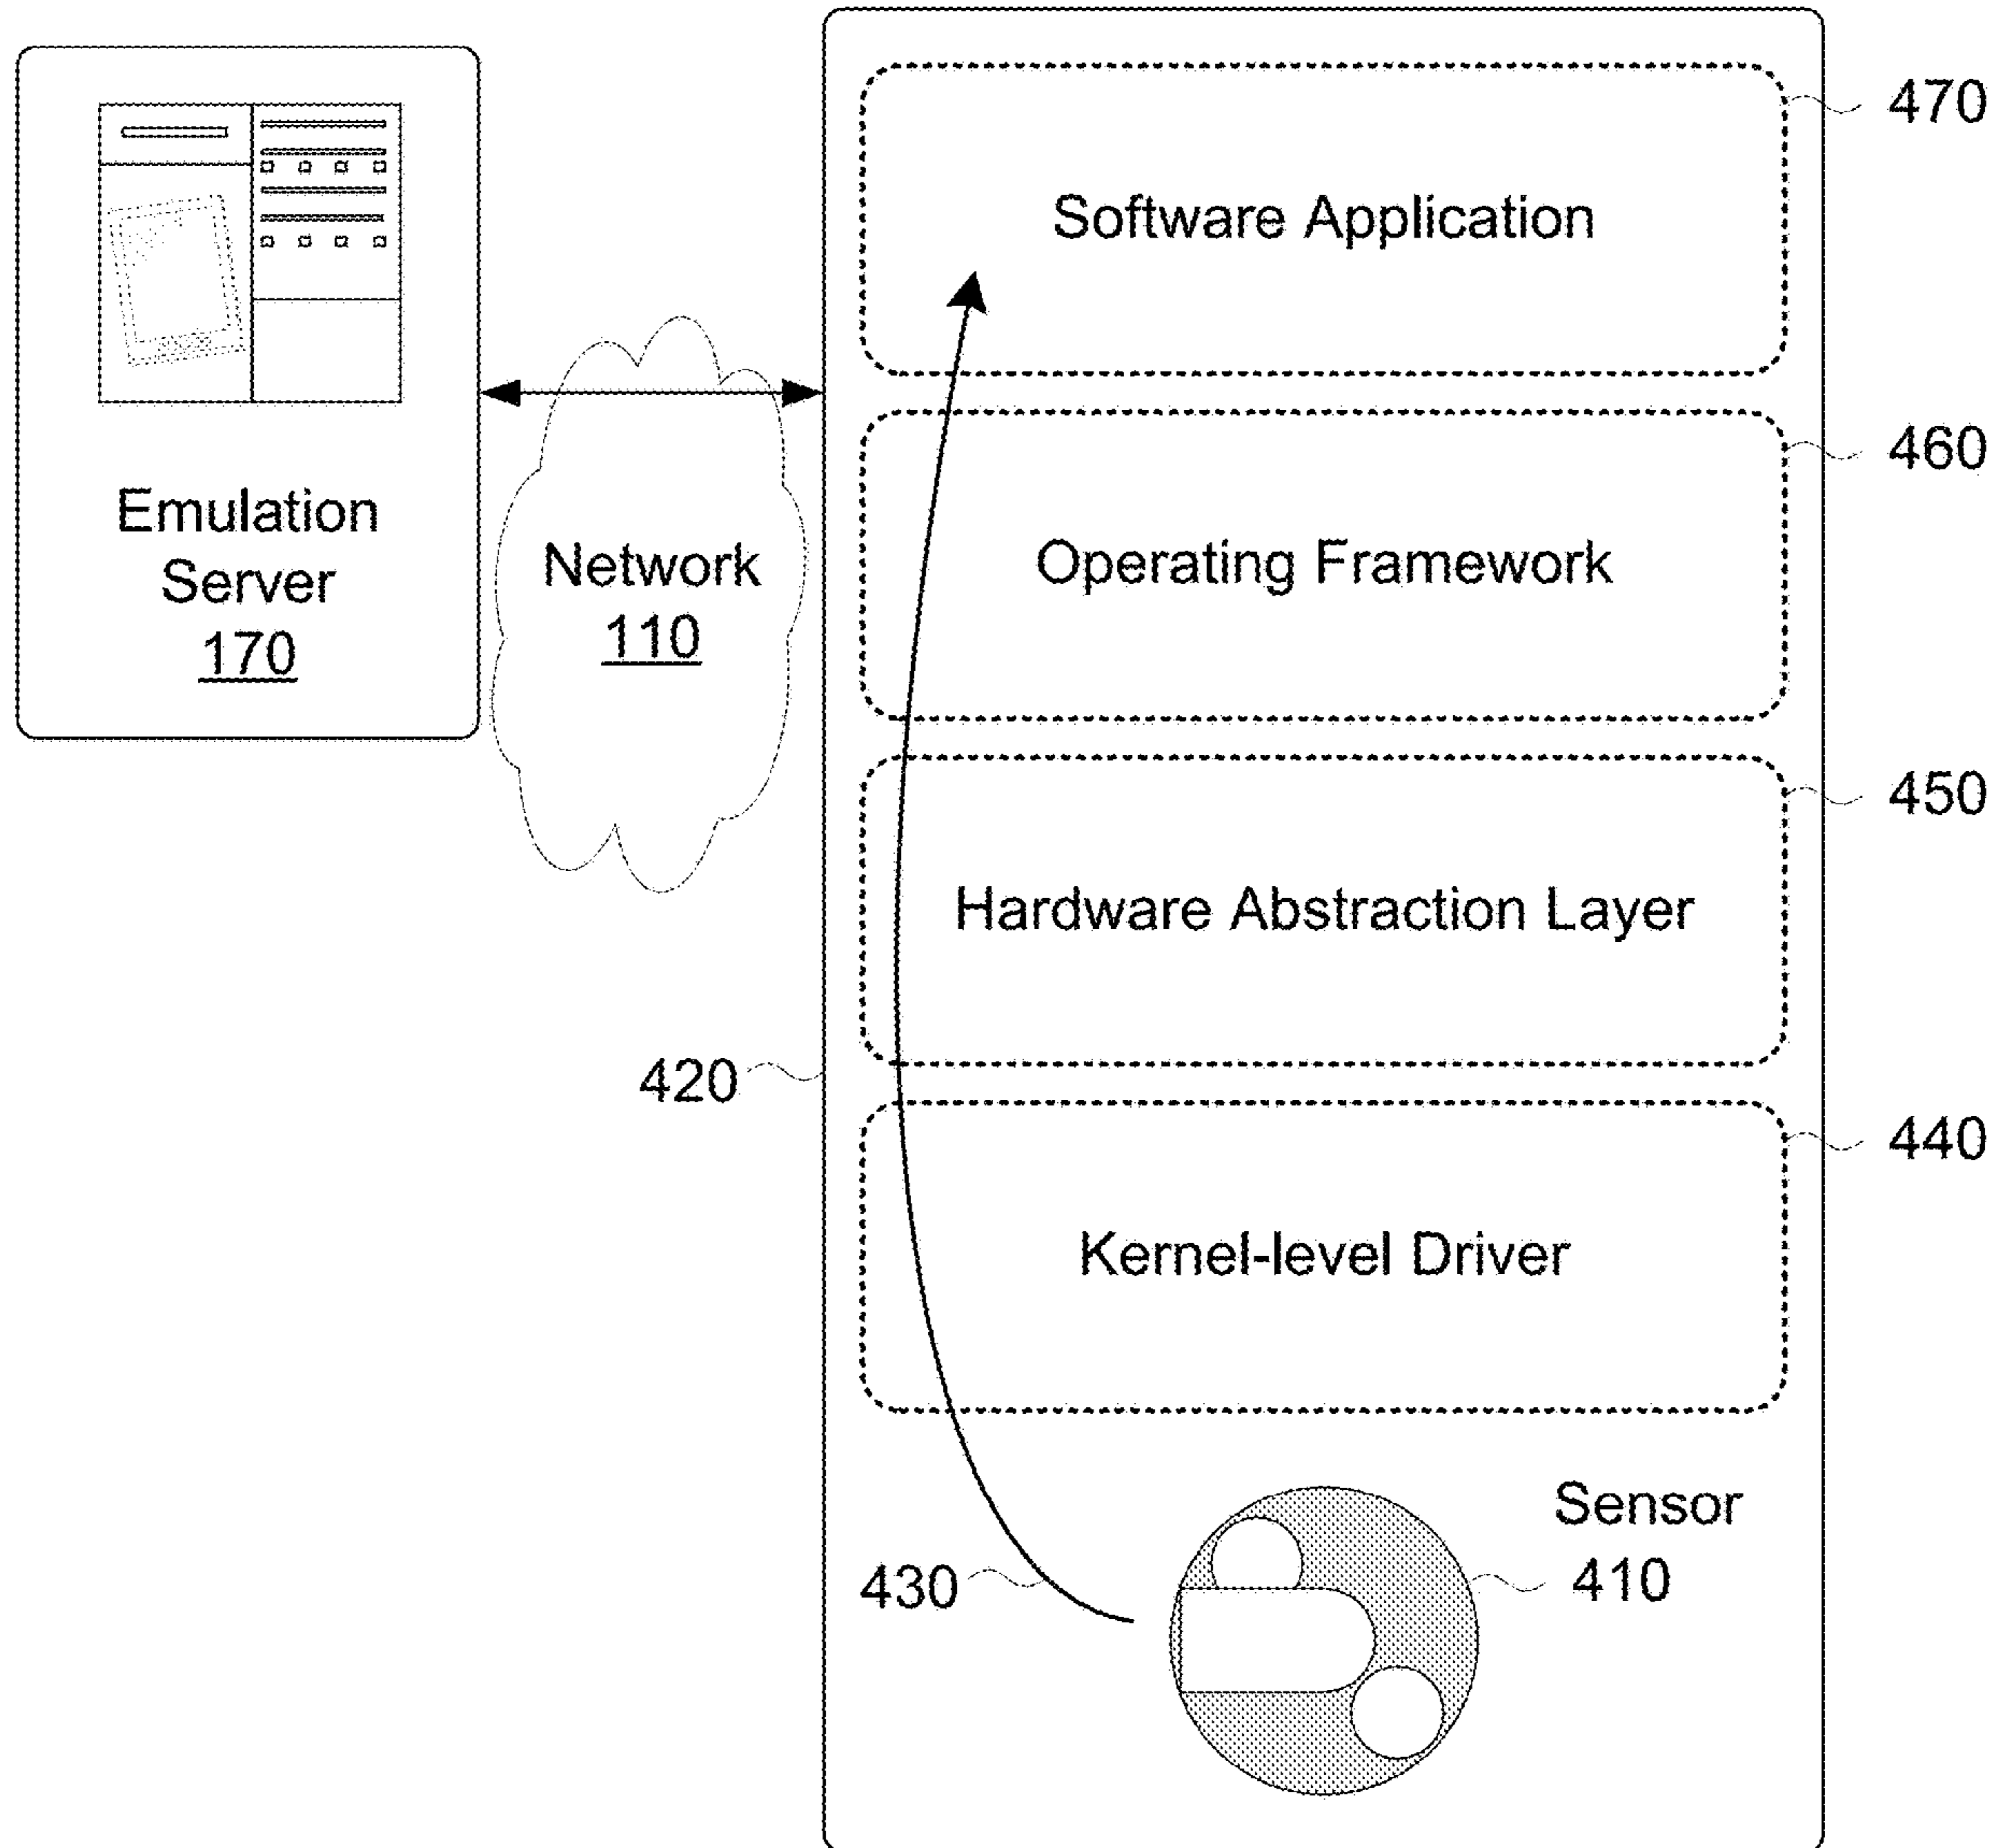 470
Software Application
460
Emulation
Server
170
Network
110
Operating Framework
450
Hardware Abstraction Layer
420
440
Kernel-level Driver
Sensor
410
430